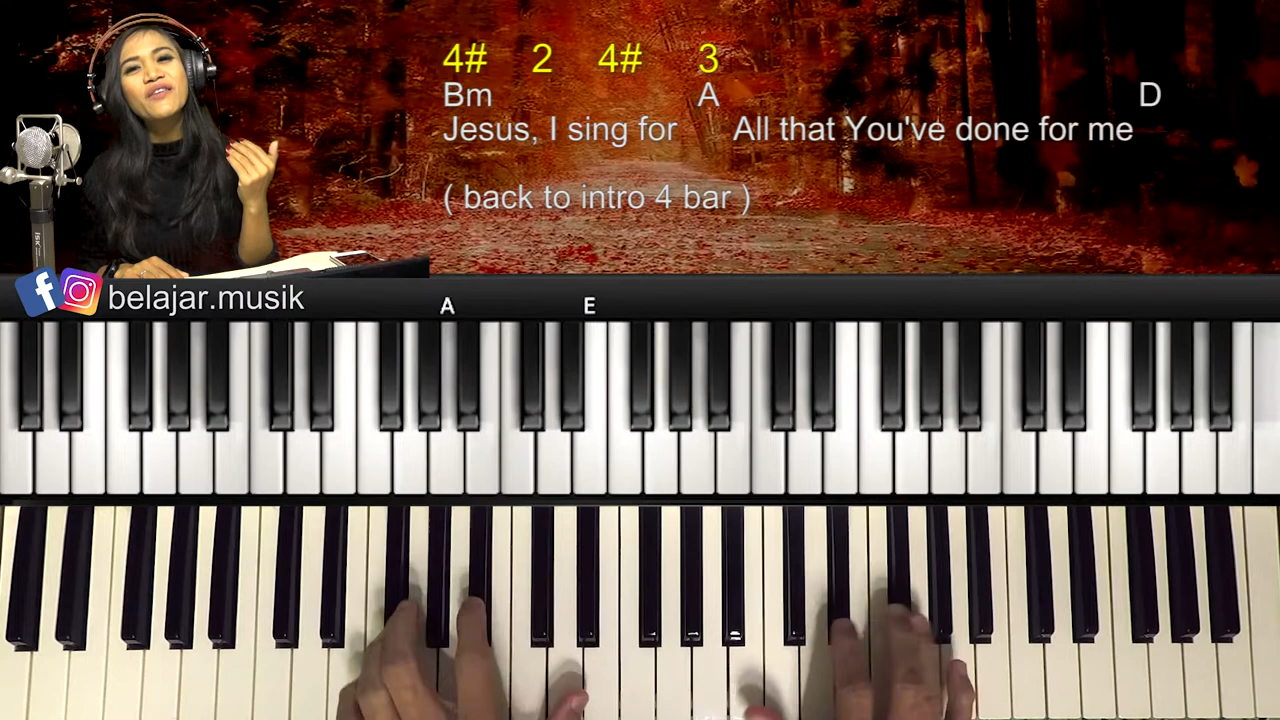 4# 2 4# 3
Bm A D
Jesus, I sing for All that You've done for me
( back to intro 4 bar )
belajar.musik
A E